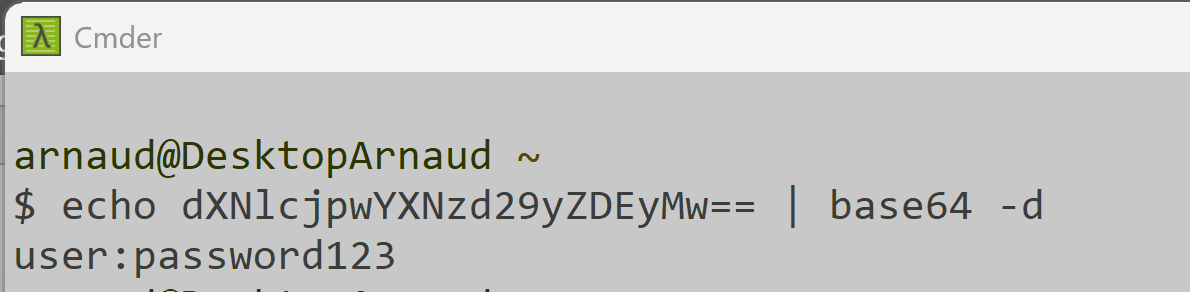 Cmder
arnaud@DesktopArnaud ~
$ echo dXNlcjpwYXNzd29yZDEyMw== | base64 -d
user:password123